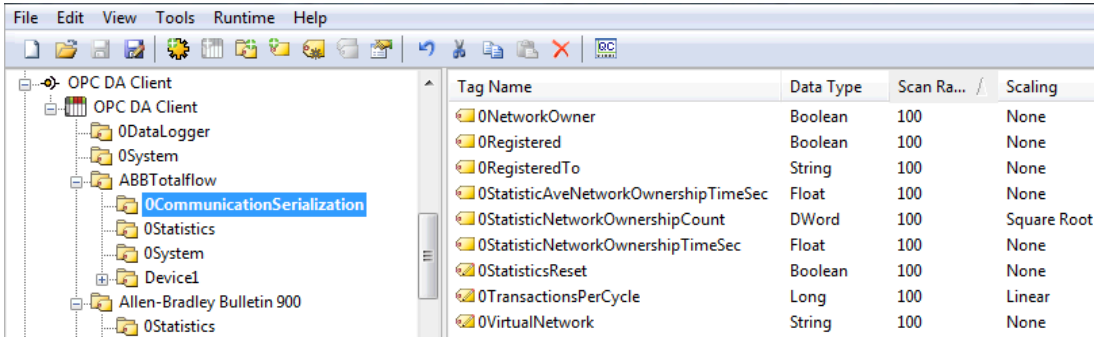 File Edit View Tools Runtime Help
QC
OPC DA Client
OPC DA Client
0DataLogger
0System
ABBTotalflow
0CommunicationSerialization
0Statistics
0System
Device1
Allen-Bradley Bulletin 900
0Statistics
Tag Name Data Type Scan Ra... Scaling
0NetworkOwner Boolean 100 None
0Registered Boolean 100 None
0RegisteredTo String 100 None
0StatisticAveNetworkOwnershipTimeSec Float 100 None
0StatisticNetworkOwnershipCount DWord 100 Square Root
0StatisticNetworkOwnershipTimeSec Float 100 None
0StatisticsReset Boolean 100 None
0TransactionsPerCycle Long 100 Linear
0VirtualNetwork String 100 None